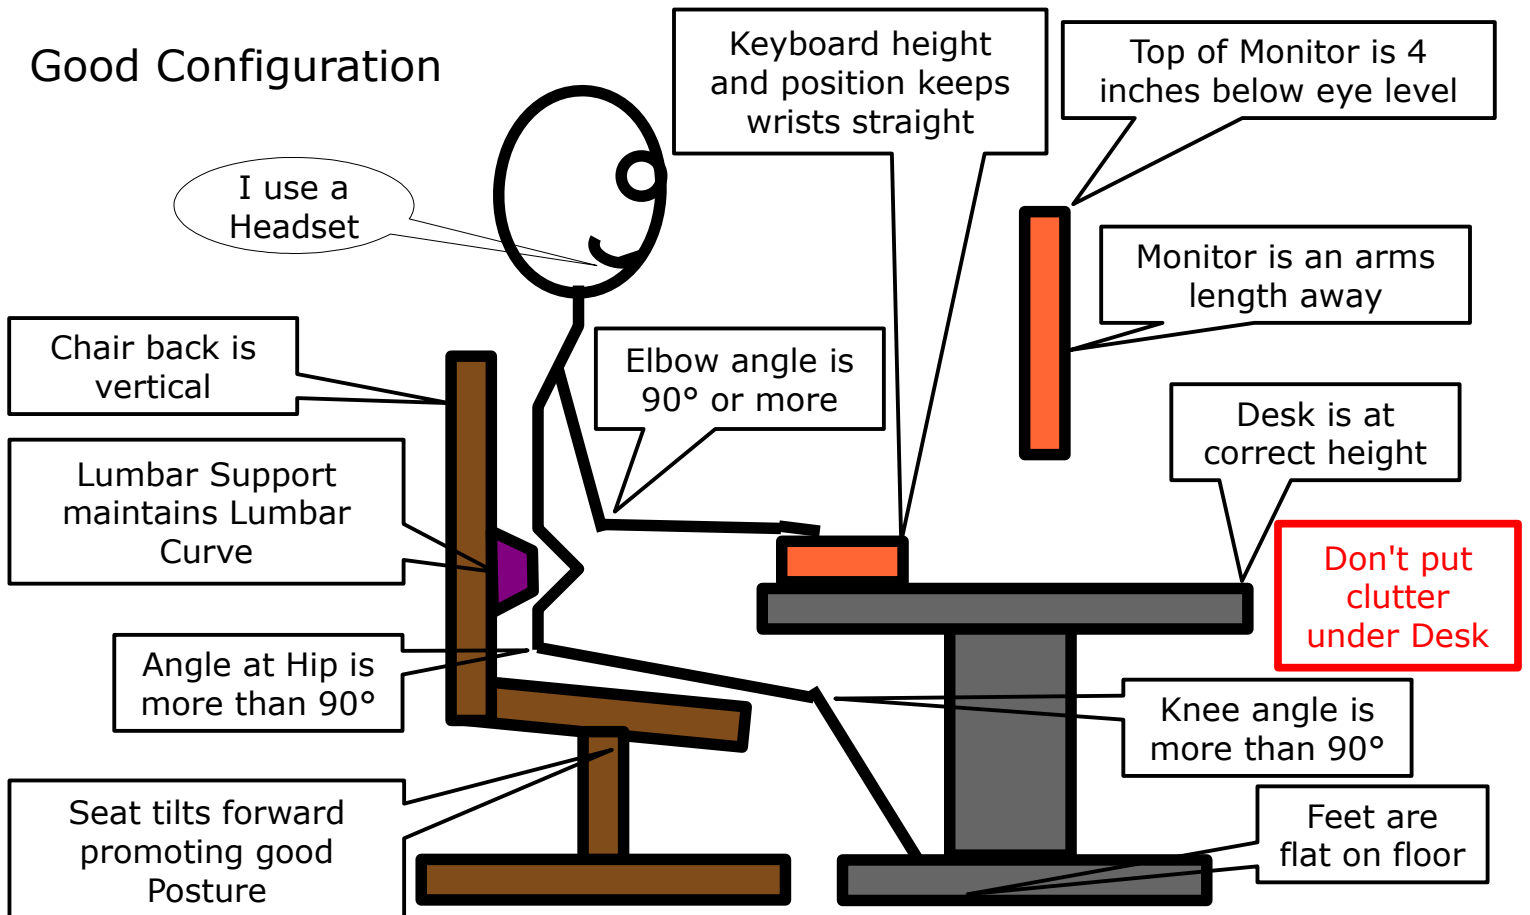 Good Configuration
Keyboard height
and position keeps
wrists straight
Top of Monitor is 4
inches below eye level
I use a
Headset
Monitor is an arms
length away
Chair back is
vertical
Elbow angle is
90° or more
Desk is at
correct height
Lumbar Support
maintains Lumbar
Curve
Don't put
clutter
under Desk
Angle at Hip is
more than 90°
Knee angle is
more than 90°
Seat tilts forward
promoting good
Posture
Feet are
flat on floor